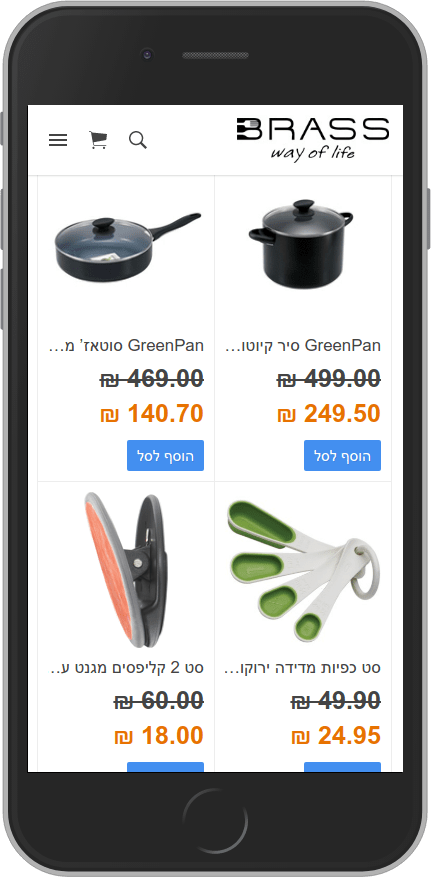 BRASS
way of life
GreenPan סיר קיוטו...
499.00 ₪
249.50 ₪
הוסף לסל
GreenPan סוטאז' מ...
469.00 ₪
140.70 ₪
הוסף לסל
סט כפיות מדידה ירוקו...
49.90 ₪
24.95 ₪
סט 2 קליפסים מגנט ע...
60.00 ₪
18.00 ₪